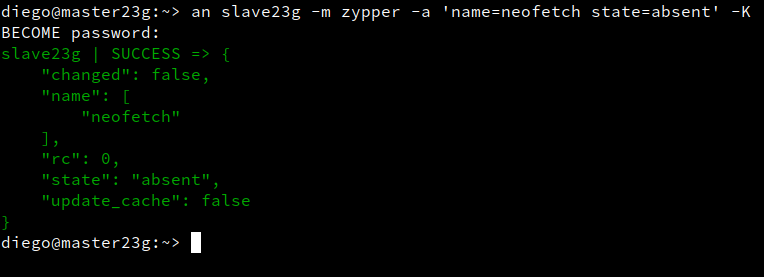 diego@master23g:~> an slave23g -m zypper -a 'name=neofetch state=absent' -K
BECOME password:
slave23g | SUCCESS => {
    "changed": false,
    "name": [
        "neofetch"
    ],
    "rc": 0,
    "state": "absent",
    "update_cache": false
}
diego@master23g:~>